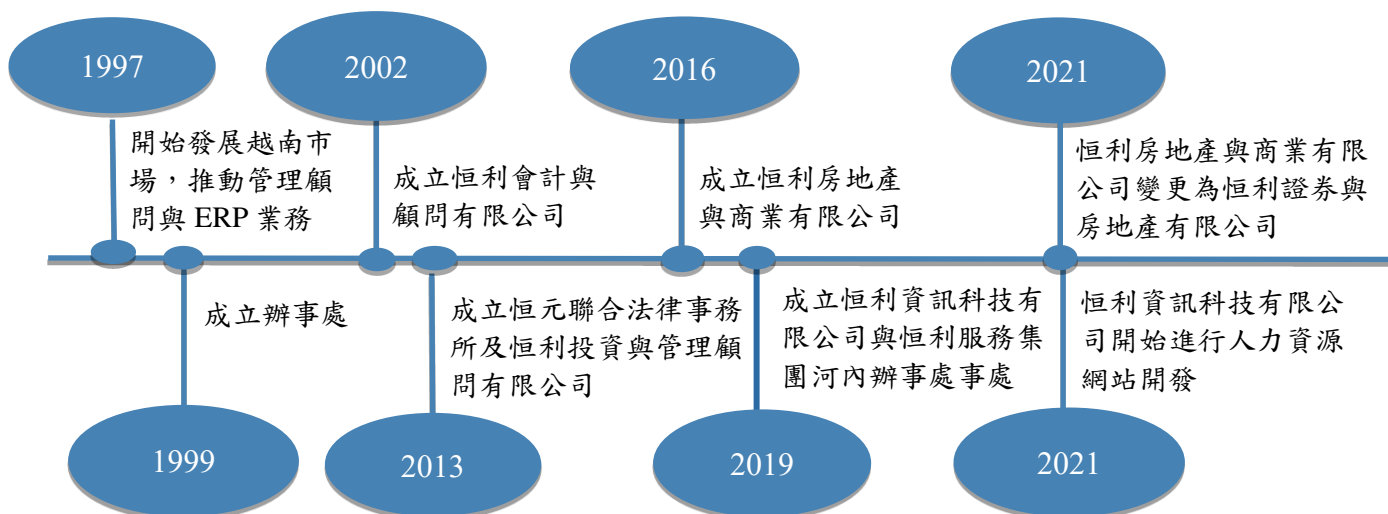 1997
2002
2016
2021
開始發展越南市
場，推動管理顧
問與 ERP 業務
成立恒利會計與
顧問有限公司
成立恒利房地產
與商業有限公司
恒利房地產與商業有限
公司變更為恒利證券與
房地產有限公司
成立辦事處
成立恒元聯合法律事務
所及恒利投資與管理顧
問有限公司
成立恒利資訊科技有
限公司與恒利服務集
團河內辦事處事處
恒利資訊科技有限公
司開始進行人力資源
網站開發
1999
2013
2019
2021